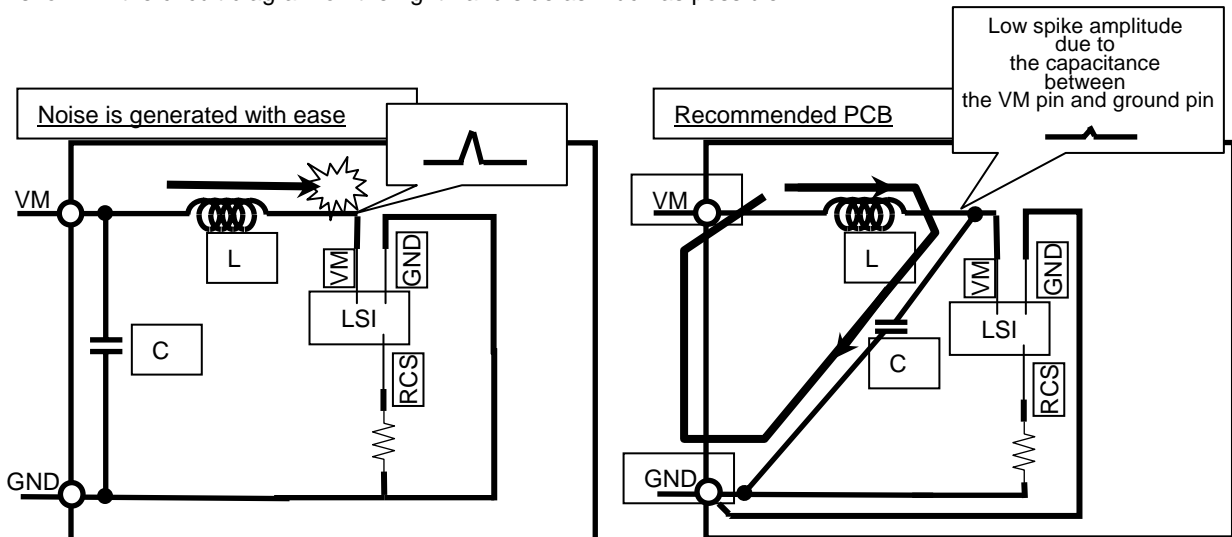 Noise is generated with ease
VM
L
VM
GND
LSI
C
RCS
GND
Recommended PCB
Low spike amplitude
due to
the capacitance
between
the VM pin and ground pin
VM
L
VM
GND
LSI
C
RCS
GND